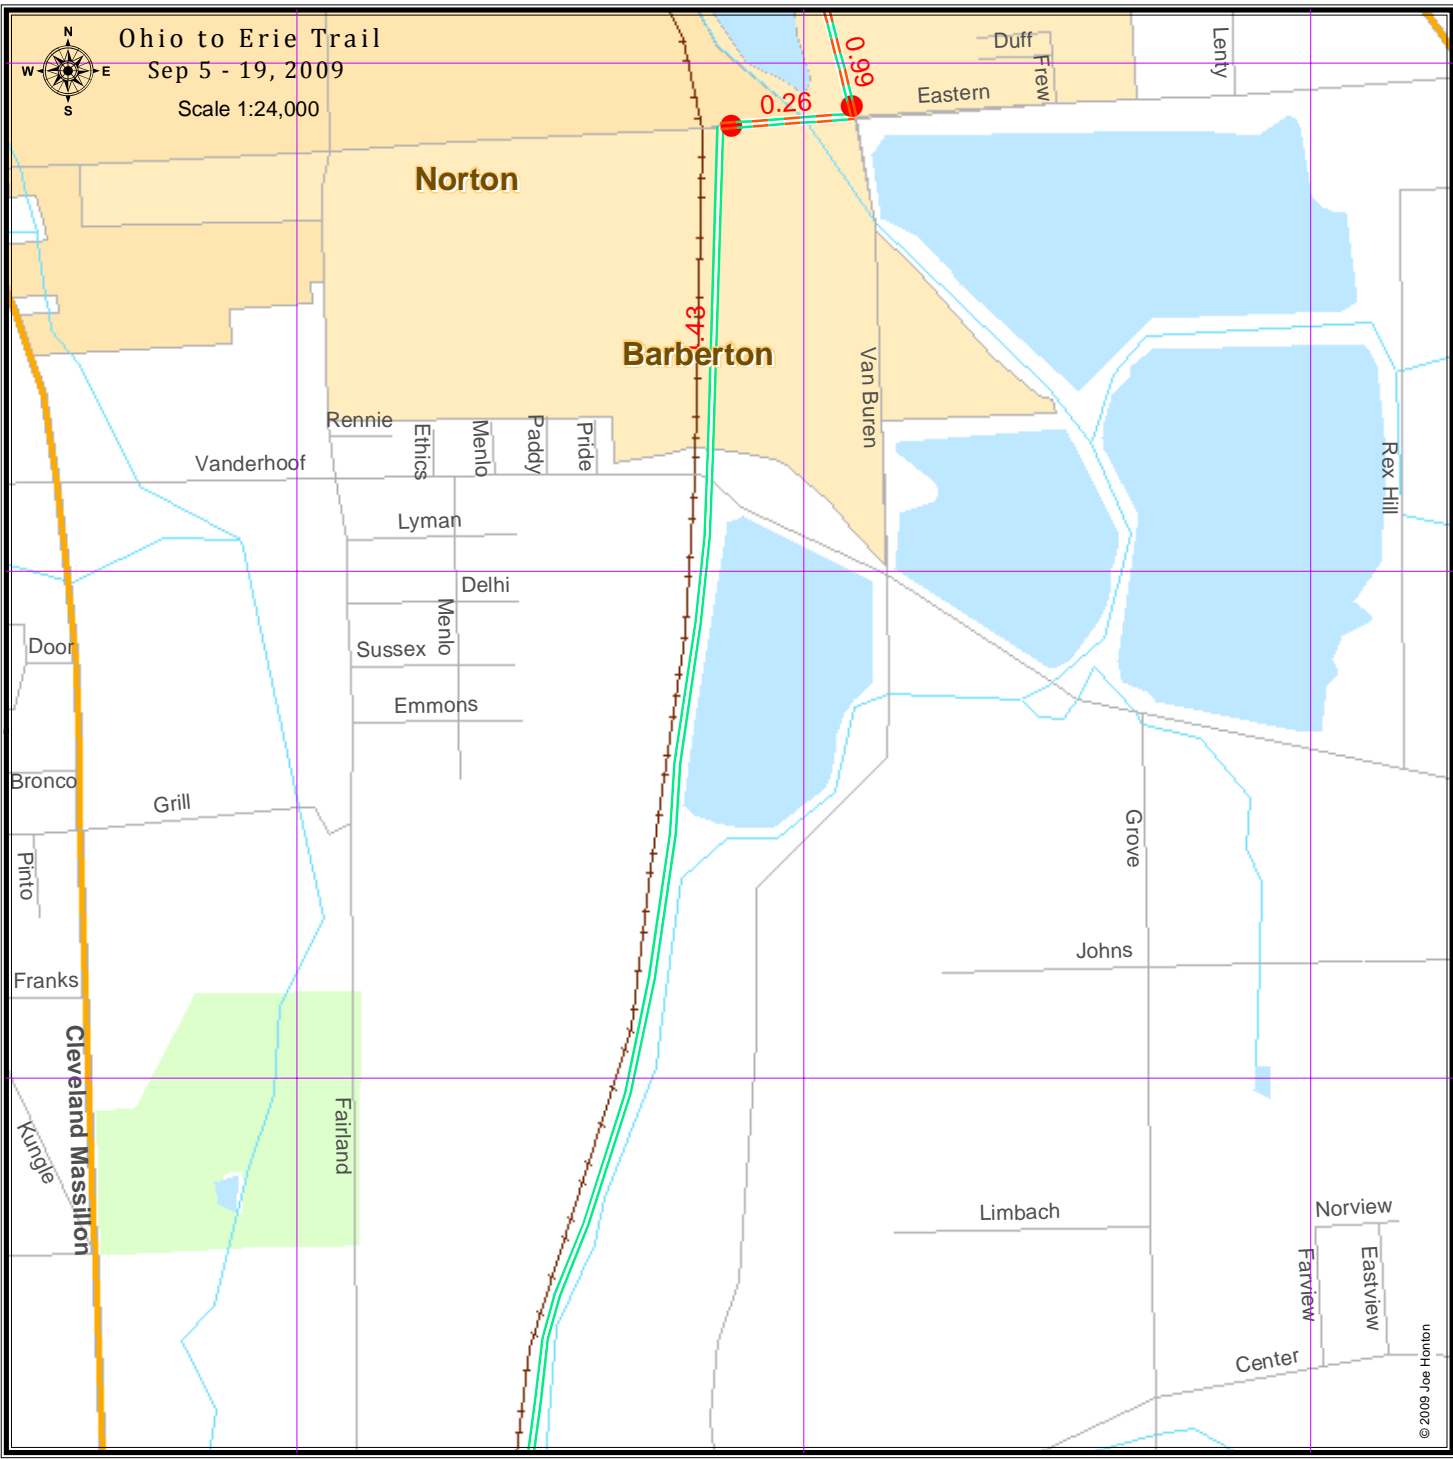 N
W E
S
Ohio to Erie Trail
Sep 5 - 19, 2009
Scale 1:24,000
0.99
0.26
Duff
Frew
Lenty
Eastern
Norton
.43
Barberton
Van Buren
Rex Hill
Rennie
Ethics
Menlo
Paddy
Pride
Vanderhoof
Lyman
Delhi
Menlo
Sussex
Emmons
Door
Bronco
Grill
Pinto
Grove
Johns
Franks
Cleveland Massillon
Kungle
Fairland
Limbach
Norview
Farview
Eastview
Center
© 2009 Joe Honton